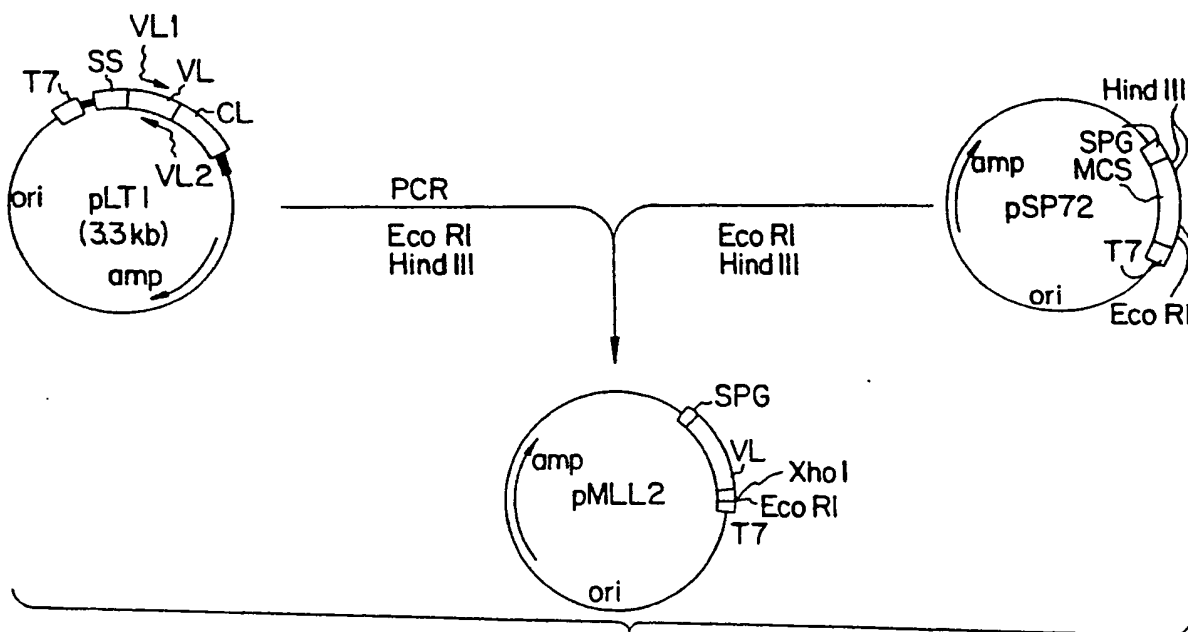 VL1
SS
VL
T7
CL
VL2
ori
pLT1
(3.3kb)
amp
PCR
Eco RI
Hind III
Eco RI
Hind III
Hind III
SPG
MCS
amp
pSP72
T7
ori
Eco RI
SPG
VL
amp
Xho I
pMLL2
Eco RI
T7
ori